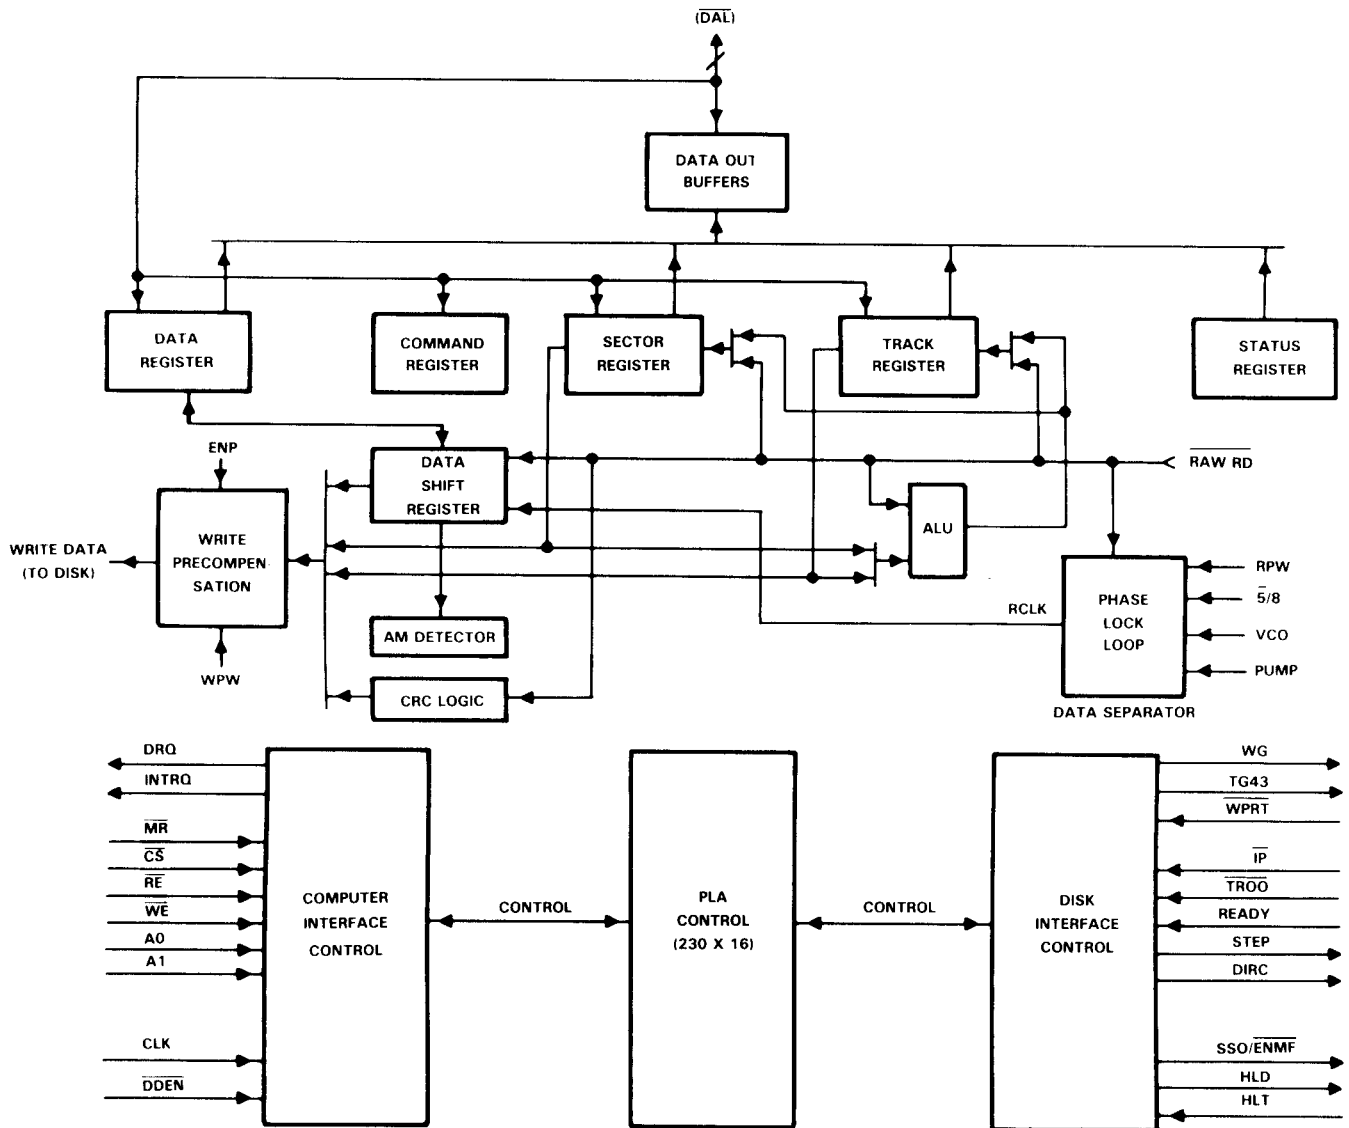 (DAL)
DATA OUT
BUFFERS
DATA
REGISTER
COMMAND
REGISTER
SECTOR
REGISTER
TRACK
REGISTER
STATUS
REGISTER
ENP
DATA
SHIFT
REGISTER
RAW RD
ALU
WRITE DATA
(TO DISK)
WRITE
PRECOMPEN-
SATION
WPW
AM DETECTOR
CRC LOGIC
RCLK
PHASE
LOCK
LOOP
RPW
5/8
VCO
PUMP
DATA SEPARATOR
DRQ
INTRQ
MR
CS
RE
WE
A0
A1
CLK
DDEN
COMPUTER
INTERFACE
CONTROL
CONTROL
PLA
CONTROL
(230 X 16)
CONTROL
DISK
INTERFACE
CONTROL
WG
TG43
WPRT
IP
TROO
READY
STEP
DIRC
SSO/ENMF
HLD
HLT